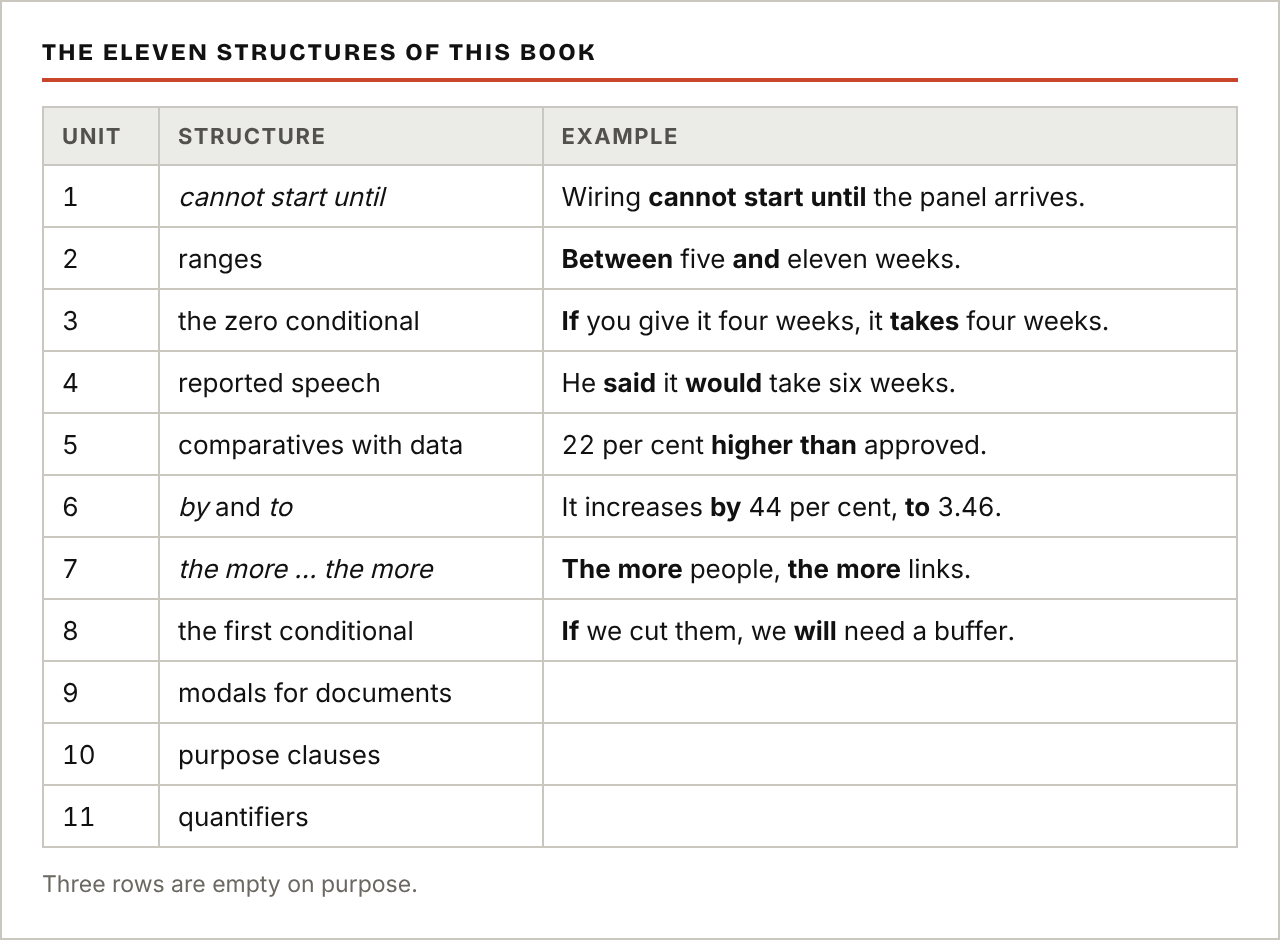 THE ELEVEN STRUCTURES OF THIS BOOK
UNIT STRUCTURE EXAMPLE
1 cannot start until Wiring cannot start until the panel arrives.
2 ranges Between five and eleven weeks.
3 the zero conditional If you give it four weeks, it takes four weeks.
4 reported speech He said it would take six weeks.
5 comparatives with data 22 per cent higher than approved.
6 by and to It increases by 44 per cent, to 3.46.
7 the more ... the more The more people, the more links.
8 the first conditional If we cut them, we will need a buffer.
9 modals for documents
10 purpose clauses
11 quantifiers
Three rows are empty on purpose.